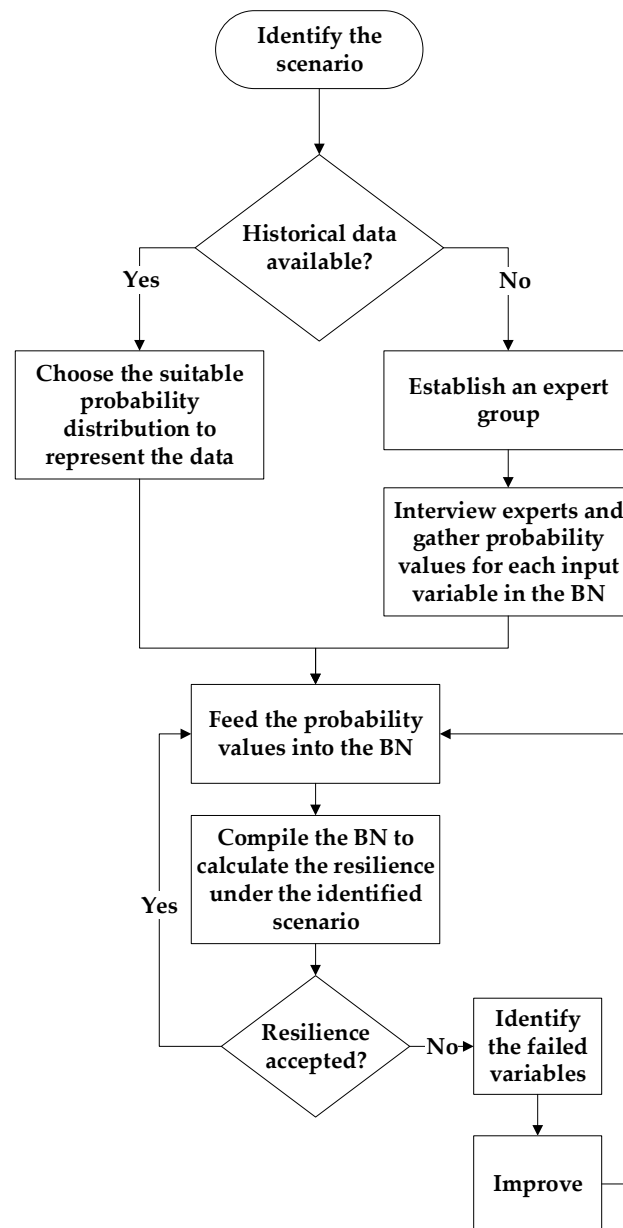 Identify the
scenario
Historical data
available?
Yes
No
Choose the suitable
probability
distribution to
represent the data
Establish an expert
group
Interview experts and
gather probability
values for each input
variable in the BN
Feed the probability
values into the BN
Compile the BN to
calculate the resilience
under the identified
scenario
Yes
Resilience
accepted?
No
Identify
the failed
variables
Improve